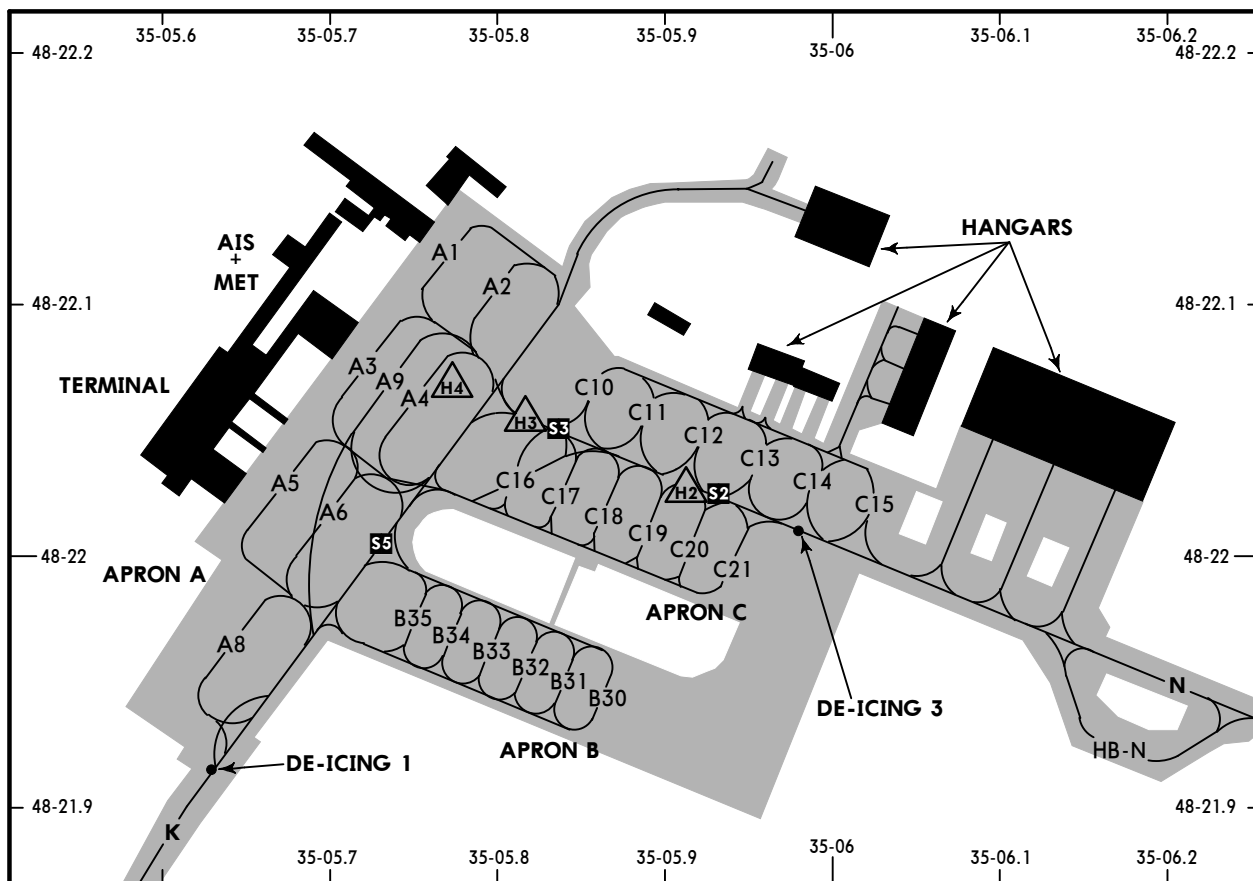 35-05.6 35-05.7 35-05.8 35-05.9 35-06 35-06.1 35-06.2
48-22.2 48-22.2
HANGARS
AIS
+
MET
A1
A2
48-22.1 48-22.1
TERMINAL
A3
A9
A4
H4
H3
S3
C10
C11
C12
C13
C14
C15
A5
A6
C16
C17
C18
C19
C20
C21
H2
S2
S5
48-22 48-22
APRON A
APRON C
A8
B35
B34
B33
B32
B31
B30
N
DE-ICING 3
APRON B
HB-N
DE-ICING 1
48-21.9 48-21.9
K
35-05.7 35-05.8 35-05.9 35-06 35-06.1 35-06.2